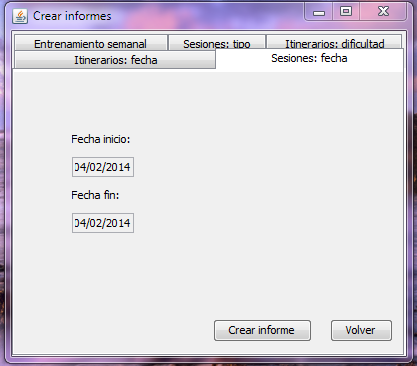 Crear informes
Entrenamiento semanal
Sesiones: tipo
Itinerarios: dificultad
Itinerarios: fecha
Sesiones: fecha
Fecha inicio:
04/02/2014
Fecha fin:
04/02/2014
Crear informe
Volver